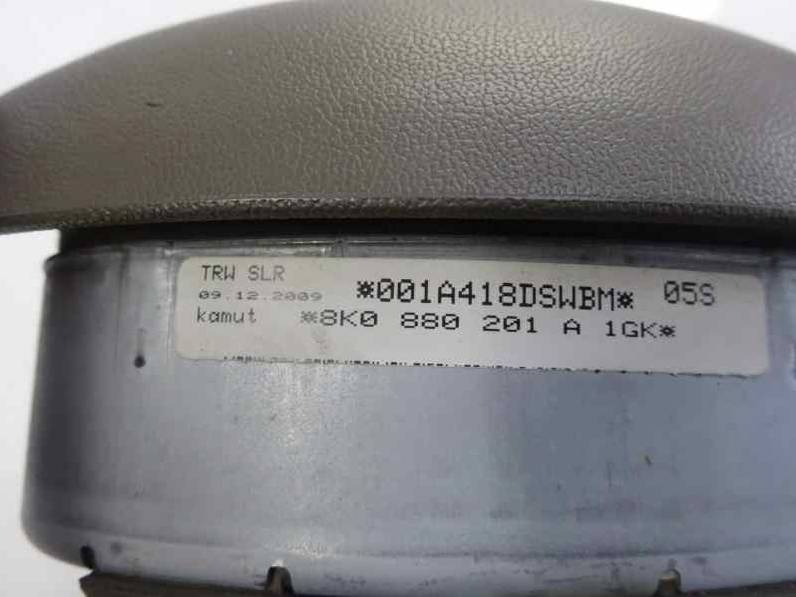 TRW SLR
09.12.2009 *001A418DSWBM* 05S
kamut *8K0 880 201 A 1GK*